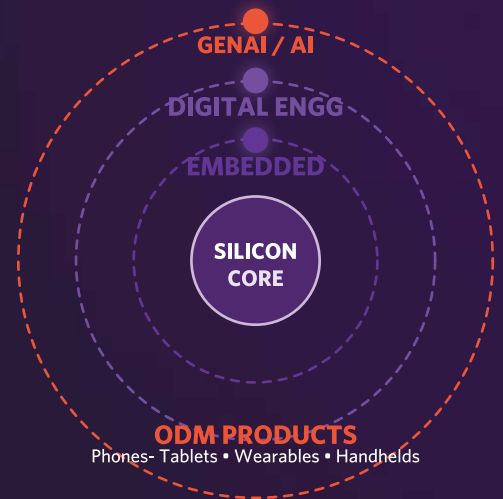 GENAI / AI
DIGITAL ENGG
EMBEDDED
SILICON
CORE
ODM PRODUCTS
Phones- Tablets • Wearables • Handhelds